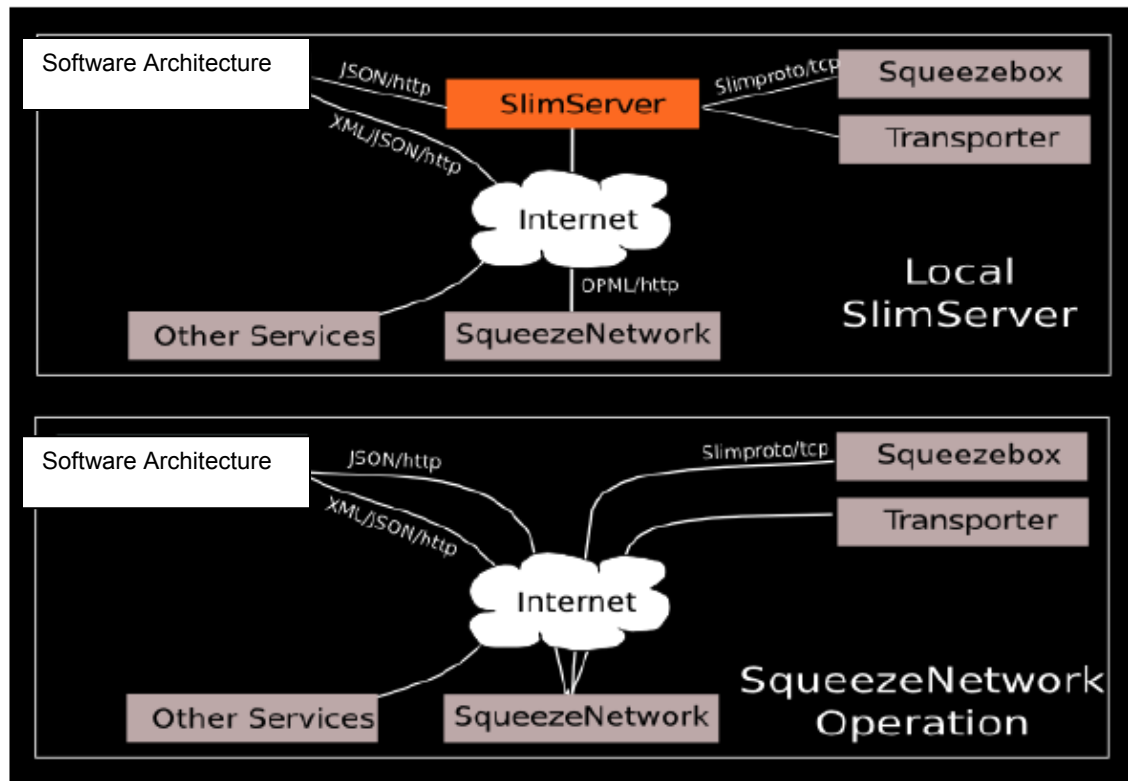 Software Architecture
JSON/http
XML/JSON/http
SlimServer
Slimproto/tcp
Squeezebox
Transporter
Internet
OPML/http
Other Services
SqueezeNetwork
Local
SlimServer
Software Architecture
JSON/http
XML/JSON/http
Slimproto/tcp
Squeezebox
Transporter
Internet
Other Services
SqueezeNetwork
SqueezeNetwork
Operation